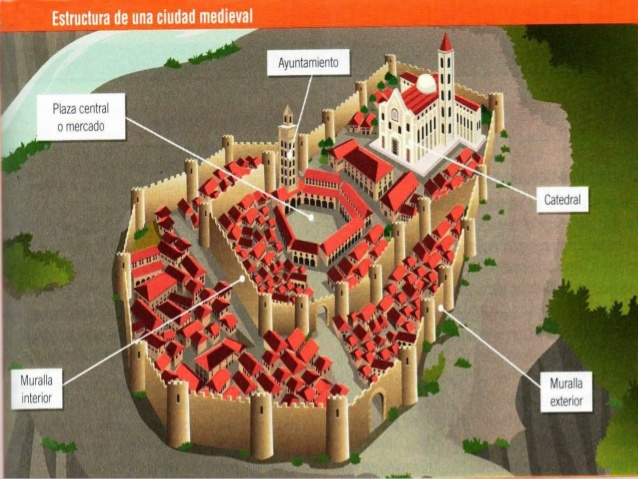 Estructura de una ciudad medieval
Ayuntamiento
Plaza central
o mercado
Catedral
Muralla
interior
Muralla
exterior